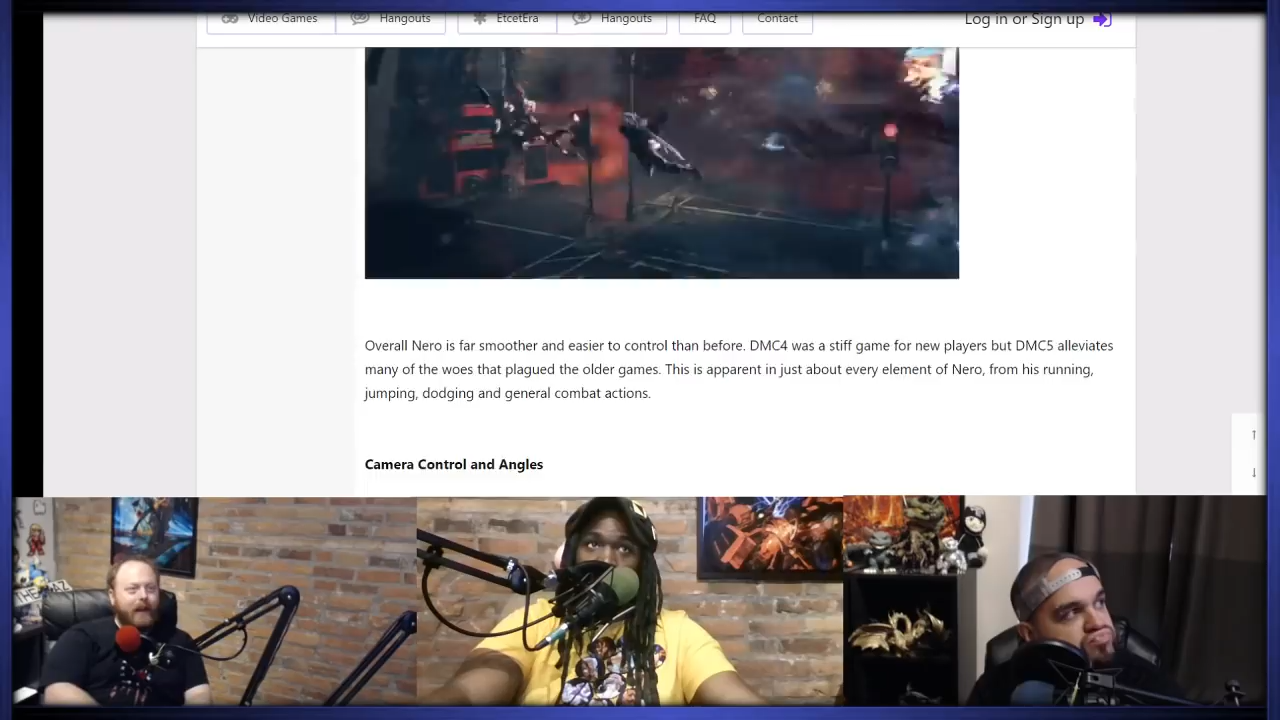 Video Games
Hangouts
EtcetEra
Hangouts
FAQ
Contact
Log in or Sign up
Overall Nero is far smoother and easier to control than before. DMC4 was a stiff game for new players but DMC5 alleviates
many of the woes that plagued the older games. This is apparent in just about every element of Nero, from his running,
jumping, dodging and general combat actions.
Camera Control and Angles